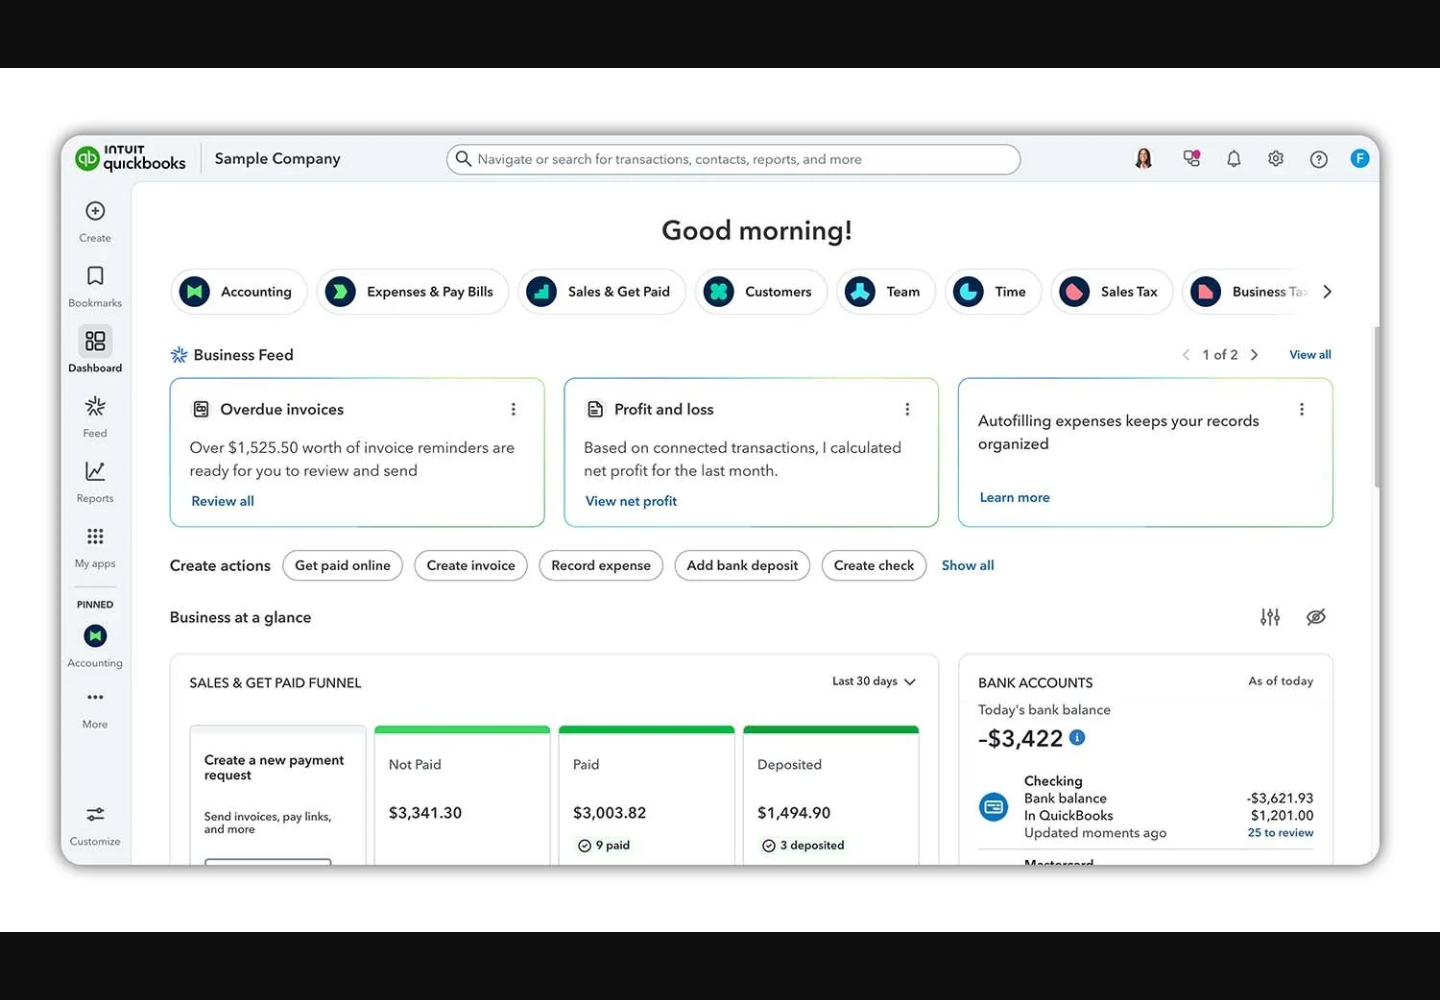 INTUIT
quickbooks
Sample Company
Navigate or search for transactions, contacts, reports, and more
F
Create
Bookmarks
Dashboard
Feed
Reports
My apps
PINNED
Accounting
More
Customize
Good morning!
Accounting
Expenses & Pay Bills
Sales & Get Paid
Customers
Team
Time
Sales Tax
Business Tax
Business Feed
1 of 2
View all
Overdue invoices
Over $1,525.50 worth of invoice reminders are
ready for you to review and send
Review all
Profit and loss
Based on connected transactions, I calculated
net profit for the last month.
View net profit
Autofilling expenses keeps your records
organized
Learn more
Create actions
Get paid online
Create invoice
Record expense
Add bank deposit
Create check
Show all
Business at a glance
SALES & GET PAID FUNNEL
Last 30 days
Create a new payment
request
Send invoices, pay links,
and more
Not Paid
$3,341.30
Paid
$3,003.82
9 paid
Deposited
$1,494.90
3 deposited
BANK ACCOUNTS
As of today
Today's bank balance
-$3,422
Checking
Bank balance -$3,621.93
In QuickBooks $1,201.00
Updated moments ago 25 to review
Mastercard